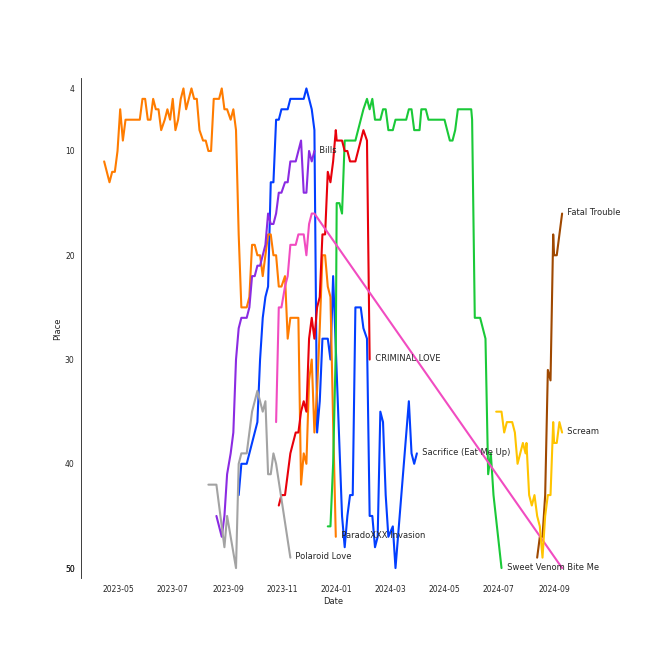 4
10
20
30
40
50
Place
Bills
Fatal Trouble
CRIMINAL LOVE
Scream
Sacrifice (Eat Me Up)
ParadoXXX Invasion
Polaroid Love
Sweet Venom
Bite Me
2023-05
2023-07
2023-09
2023-11
2024-01
2024-03
2024-05
2024-07
2024-09
Date